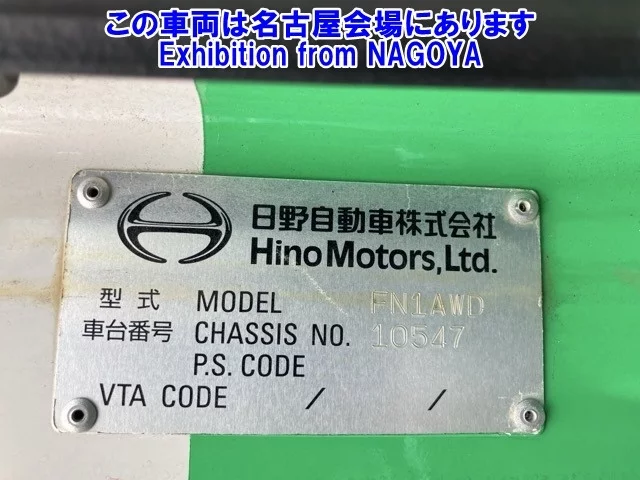 この車両は名古屋会場にあります
Exhibition from NAGOYA
日野自動車株式会社
Hino Motors, Ltd.
型式 MODEL FN1AWD
車台番号 CHASSIS NO. 10547
P.S. CODE
VTA CODE / /